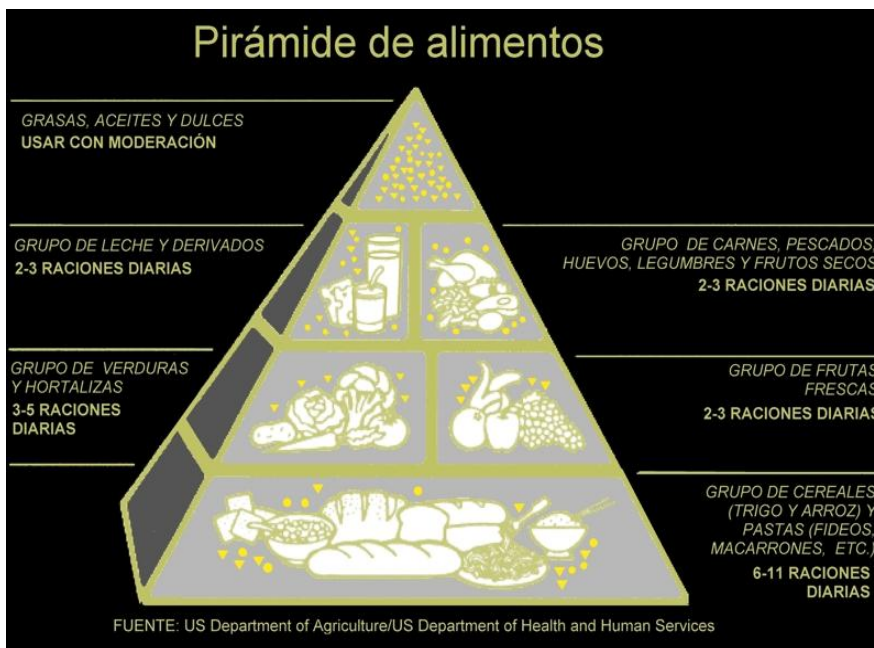 Pirámide de alimentos
GRASAS, ACEITES Y DULCES
USAR CON MODERACIÓN
GRUPO DE LECHE Y DERIVADOS
2-3 RACIONES DIARIAS
GRUPO DE CARNES, PESCADOS,
HUEVOS, LEGUMBRES Y FRUTOS SECOS
2-3 RACIONES DIARIAS
GRUPO DE VERDURAS
Y HORTALIZAS
3-5 RACIONES
DIARIAS
GRUPO DE FRUTAS
FRESCAS
2-3 RACIONES DIARIAS
GRUPO DE CEREALES
(TRIGO Y ARROZ) Y
PASTAS (FIDEOS,
MACARRONES, ETC.)
6-11 RACIONES
DIARIAS
FUENTE: US Department of Agriculture/US Department of Health and Human Services